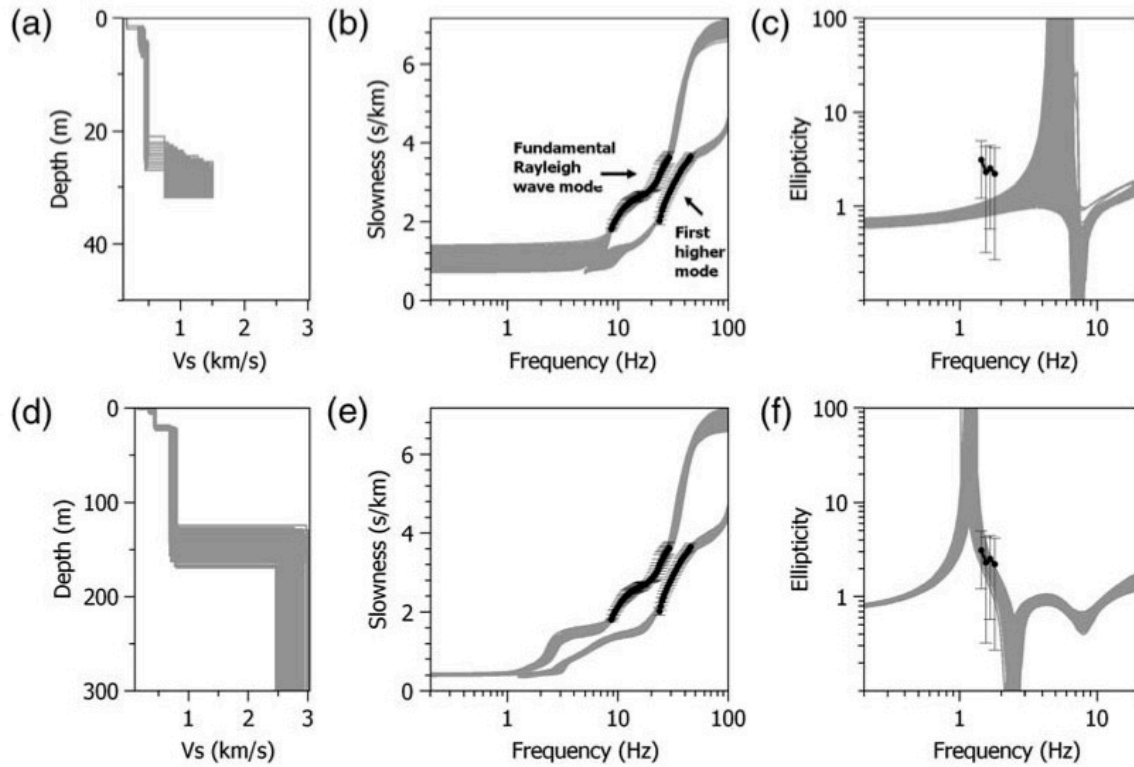 (a)
0
20
40
Depth (m)
1 2 3
Vs (km/s)
(b)
6
4
2
0
Slowness (s/km)
Fundamental
Rayleigh
wave mode
First
higher
mode
1 10 100
Frequency (Hz)
(c)
100
10
1
Ellipticity
1 10
Frequency (Hz)
(d)
0
100
200
300
Depth (m)
1 2 3
Vs (km/s)
(e)
6
4
2
0
Slowness (s/km)
1 10 100
Frequency (Hz)
(f)
100
10
1
Ellipticity
1 10
Frequency (Hz)